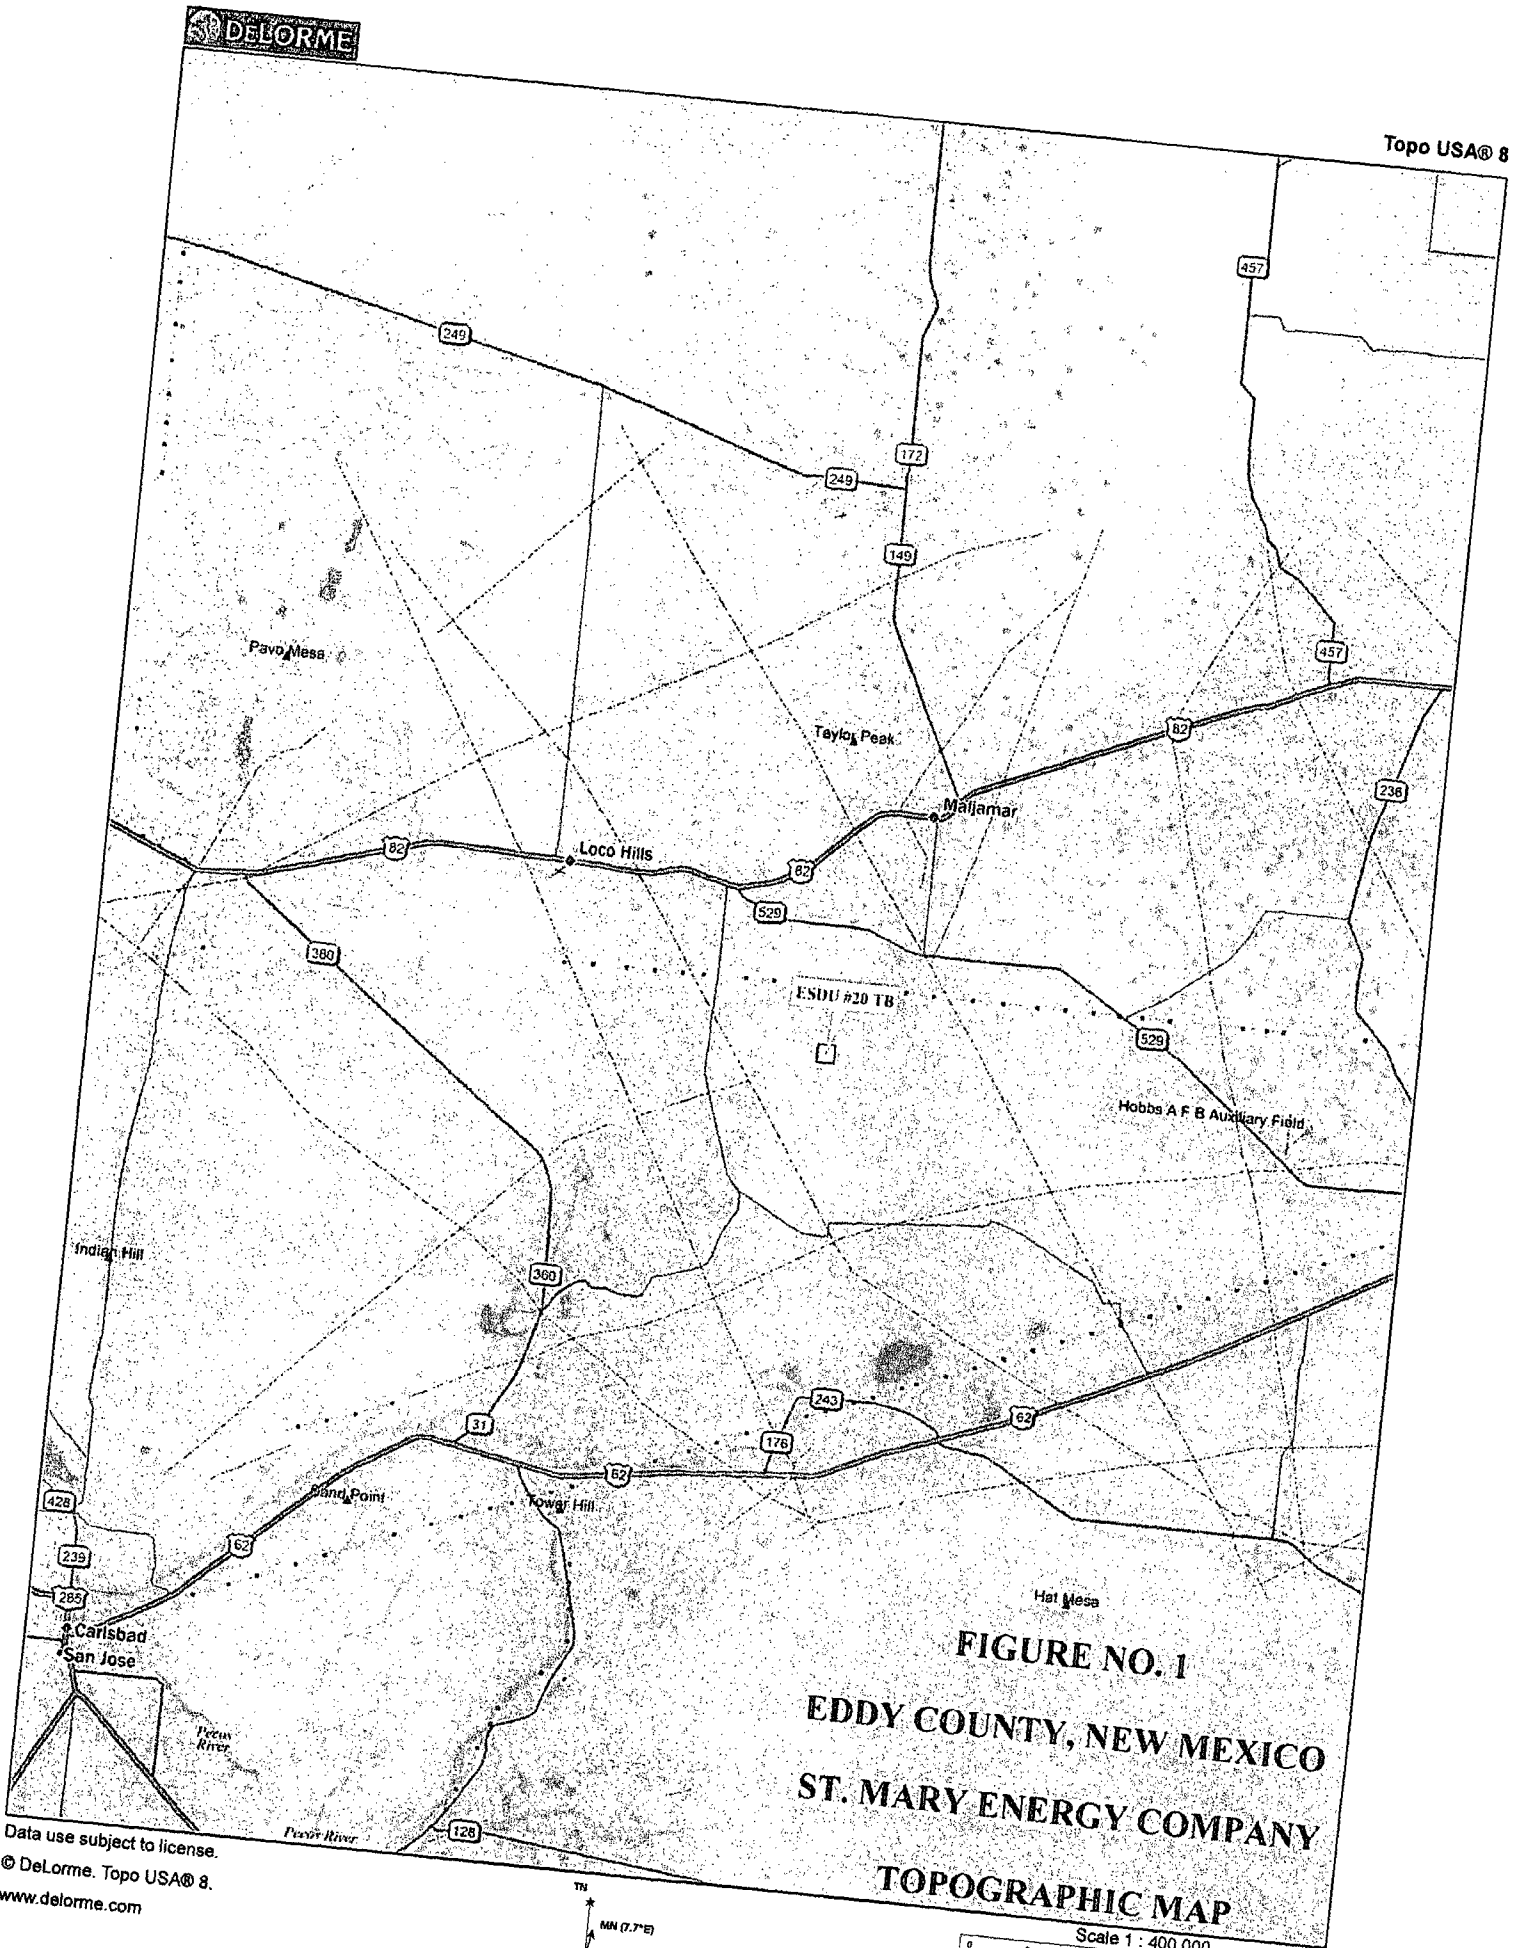 DELORME
Topo USA® 8
457
249
172
249
149
Pavo Mesa
457
Taylor Peak
82
236
Maljamar
82
Loco Hills
82
529
380
ESDU #20 TB
529
Hobbs A F B Auxiliary Field
Indian Hill
360
243
31
62
176
62
Sand Point
Tower Hill
428
62
239
285
Hat Mesa
Carlsbad
San Jose
FIGURE NO. 1
EDDY COUNTY, NEW MEXICO
Pecos
River
ST. MARY ENERGY COMPANY
Pecos River
128
TOPOGRAPHIC MAP
Data use subject to license.
© DeLorme. Topo USA® 8.
www.delorme.com
TN
MN (7.7°E)
Scale 1 : 400,000
0